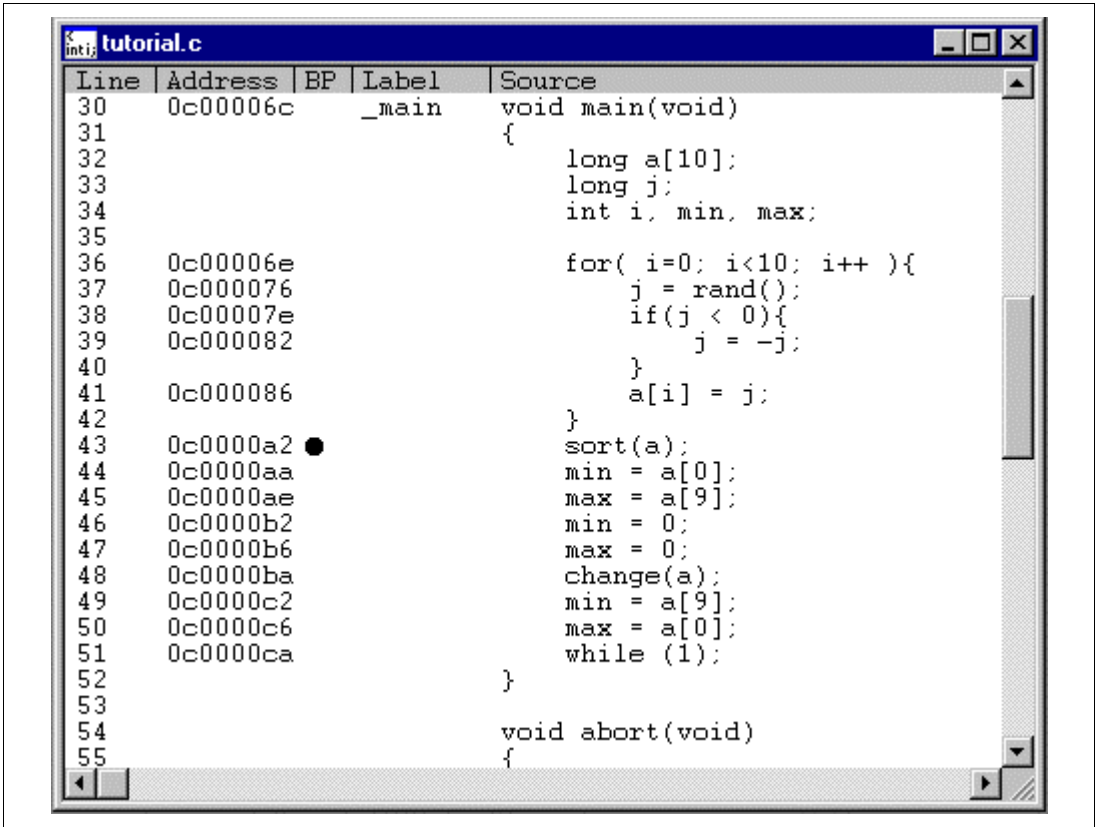 int i; tutorial.c
Line Address BP Label Source
30 0c00006c _main void main(void)
31 {
32 long a[10];
33 long j;
34 int i, min, max;
35
36 0c00006e for( i=0; i<10; i++ ){
37 0c000076 j = rand();
38 0c00007e if(j < 0){
39 0c000082 j = -j;
40 }
41 0c000086 a[i] = j;
42 }
43 0c0000a2 ● sort(a);
44 0c0000aa min = a[0];
45 0c0000ae max = a[9];
46 0c0000b2 min = 0;
47 0c0000b6 max = 0;
48 0c0000ba change(a);
49 0c0000c2 min = a[9];
50 0c0000c6 max = a[0];
51 0c0000ca while (1);
52 }
53
54 void abort(void)
55 {